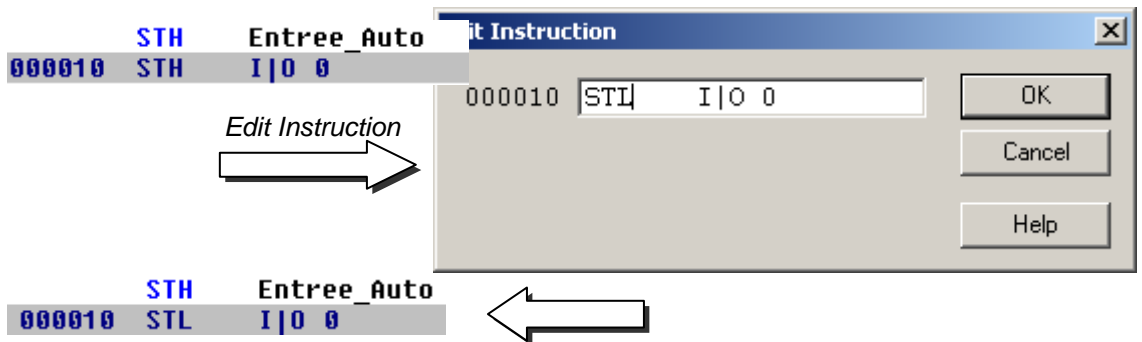 STH Entree_Auto
000010 STH I|O 0
Edit Instruction
it Instruction
000010 STL I|O 0
OK
Cancel
Help
STH Entree_Auto
000010 STL I|O 0